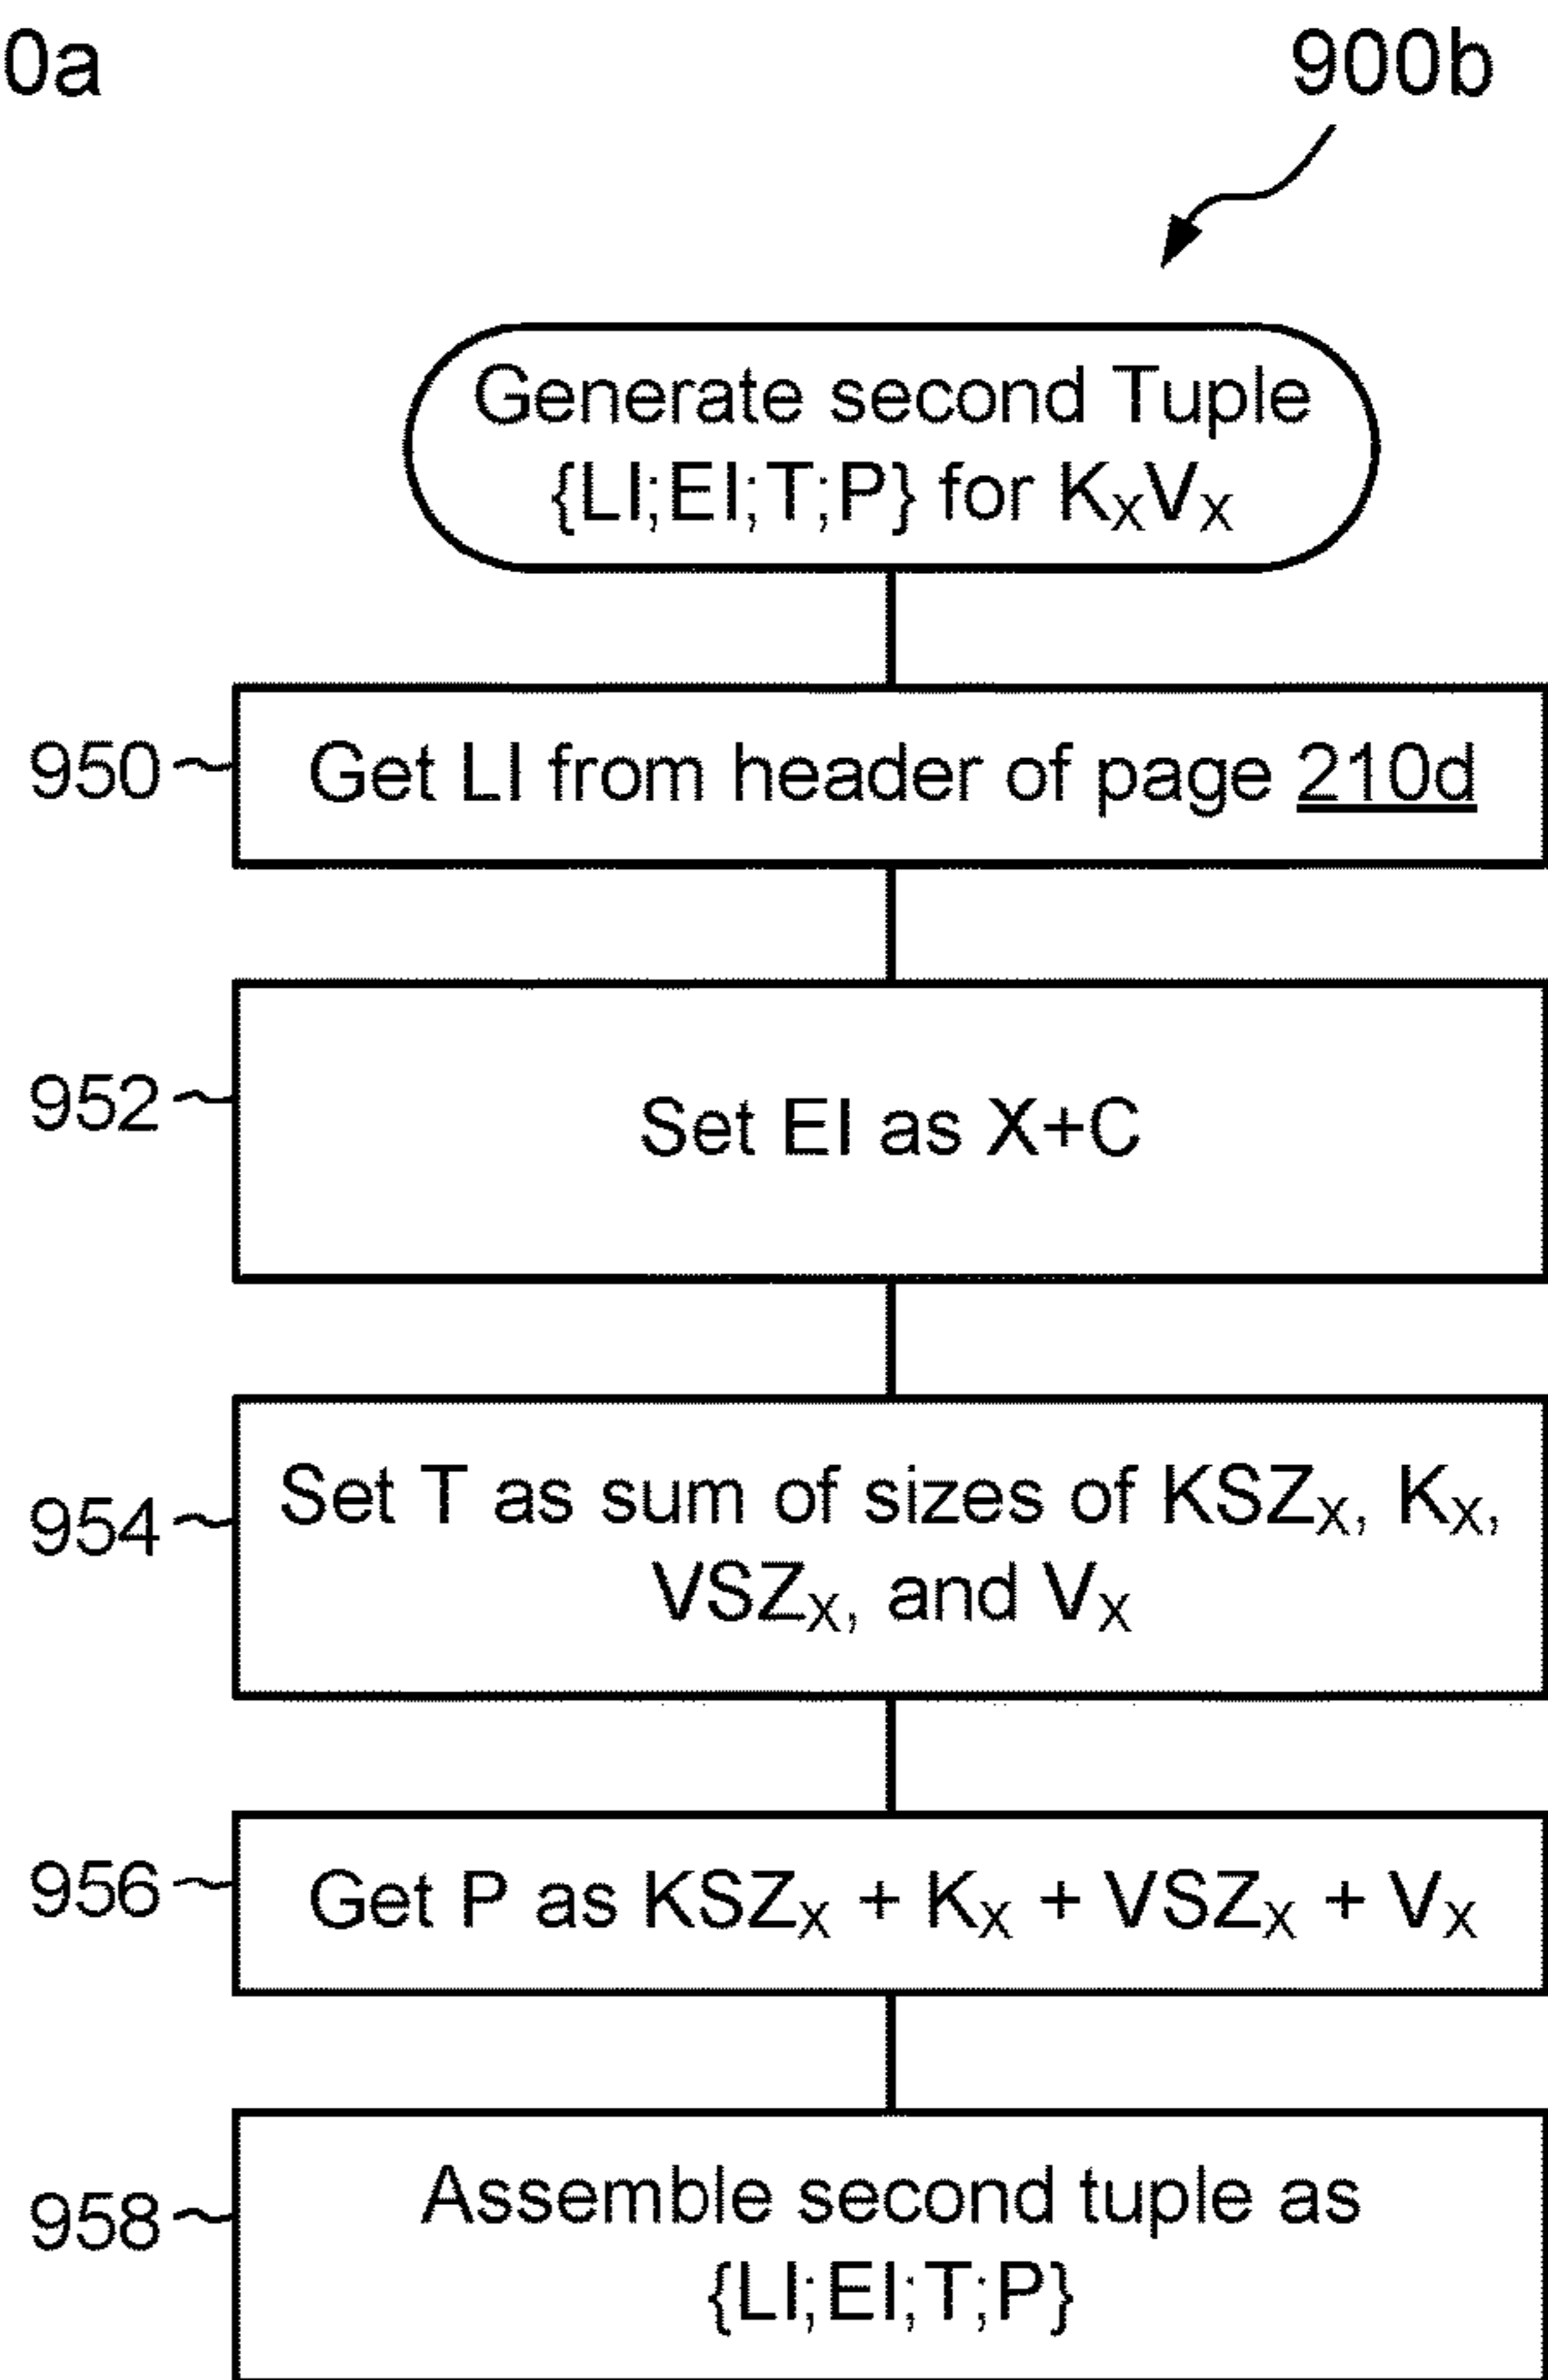 0a
900b
Generate second Tuple
{LI;EI;T;P} for KXVX
950
Get LI from header of page 210d
952
Set EI as X+C
954
Set T as sum of sizes of KSZX, KX,
VSZX, and VX
956
Get P as KSZX + KX + VSZX + VX
958
Assemble second tuple as
{LI;EI;T;P}